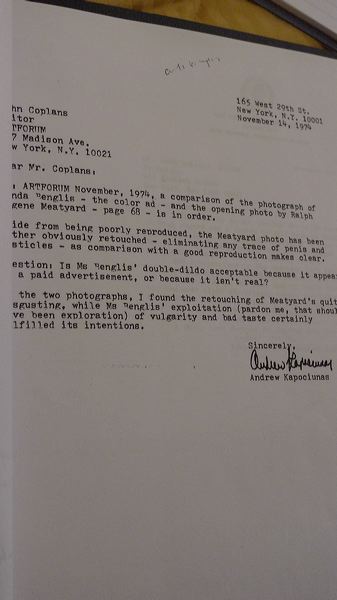 165 West 29th St.
New York, N.Y. 10001
November 14, 1974
hn Coplans
itor
TFORUM
7 Madison Ave.
w York, N.Y. 10021
ar Mr. Coplans:
: ARTFORUM November, 1974, a comparison of the photograph of
nda Benglis - the color ad - and the opening photo by Ralph
gene Meatyard - page 68 - is in order.
ide from being poorly reproduced, the Meatyard photo has been
ther obviously retouched - eliminating any trace of penis and
sticles - as comparison with a good reproduction makes clear.
estion: Is Ms Benglis' double-dildo acceptable because it appea
a paid advertisement, or because it isn't real?
the two photographs, I found the retouching of Meatyard's quit
sgusting, while Ms Benglis' exploitation (pardon me, that shou
ve been exploration) of vulgarity and bad taste certainly
lfilled its intentions.
Sincerely,
Andrew Kapociunas
Andrew Kapociunas